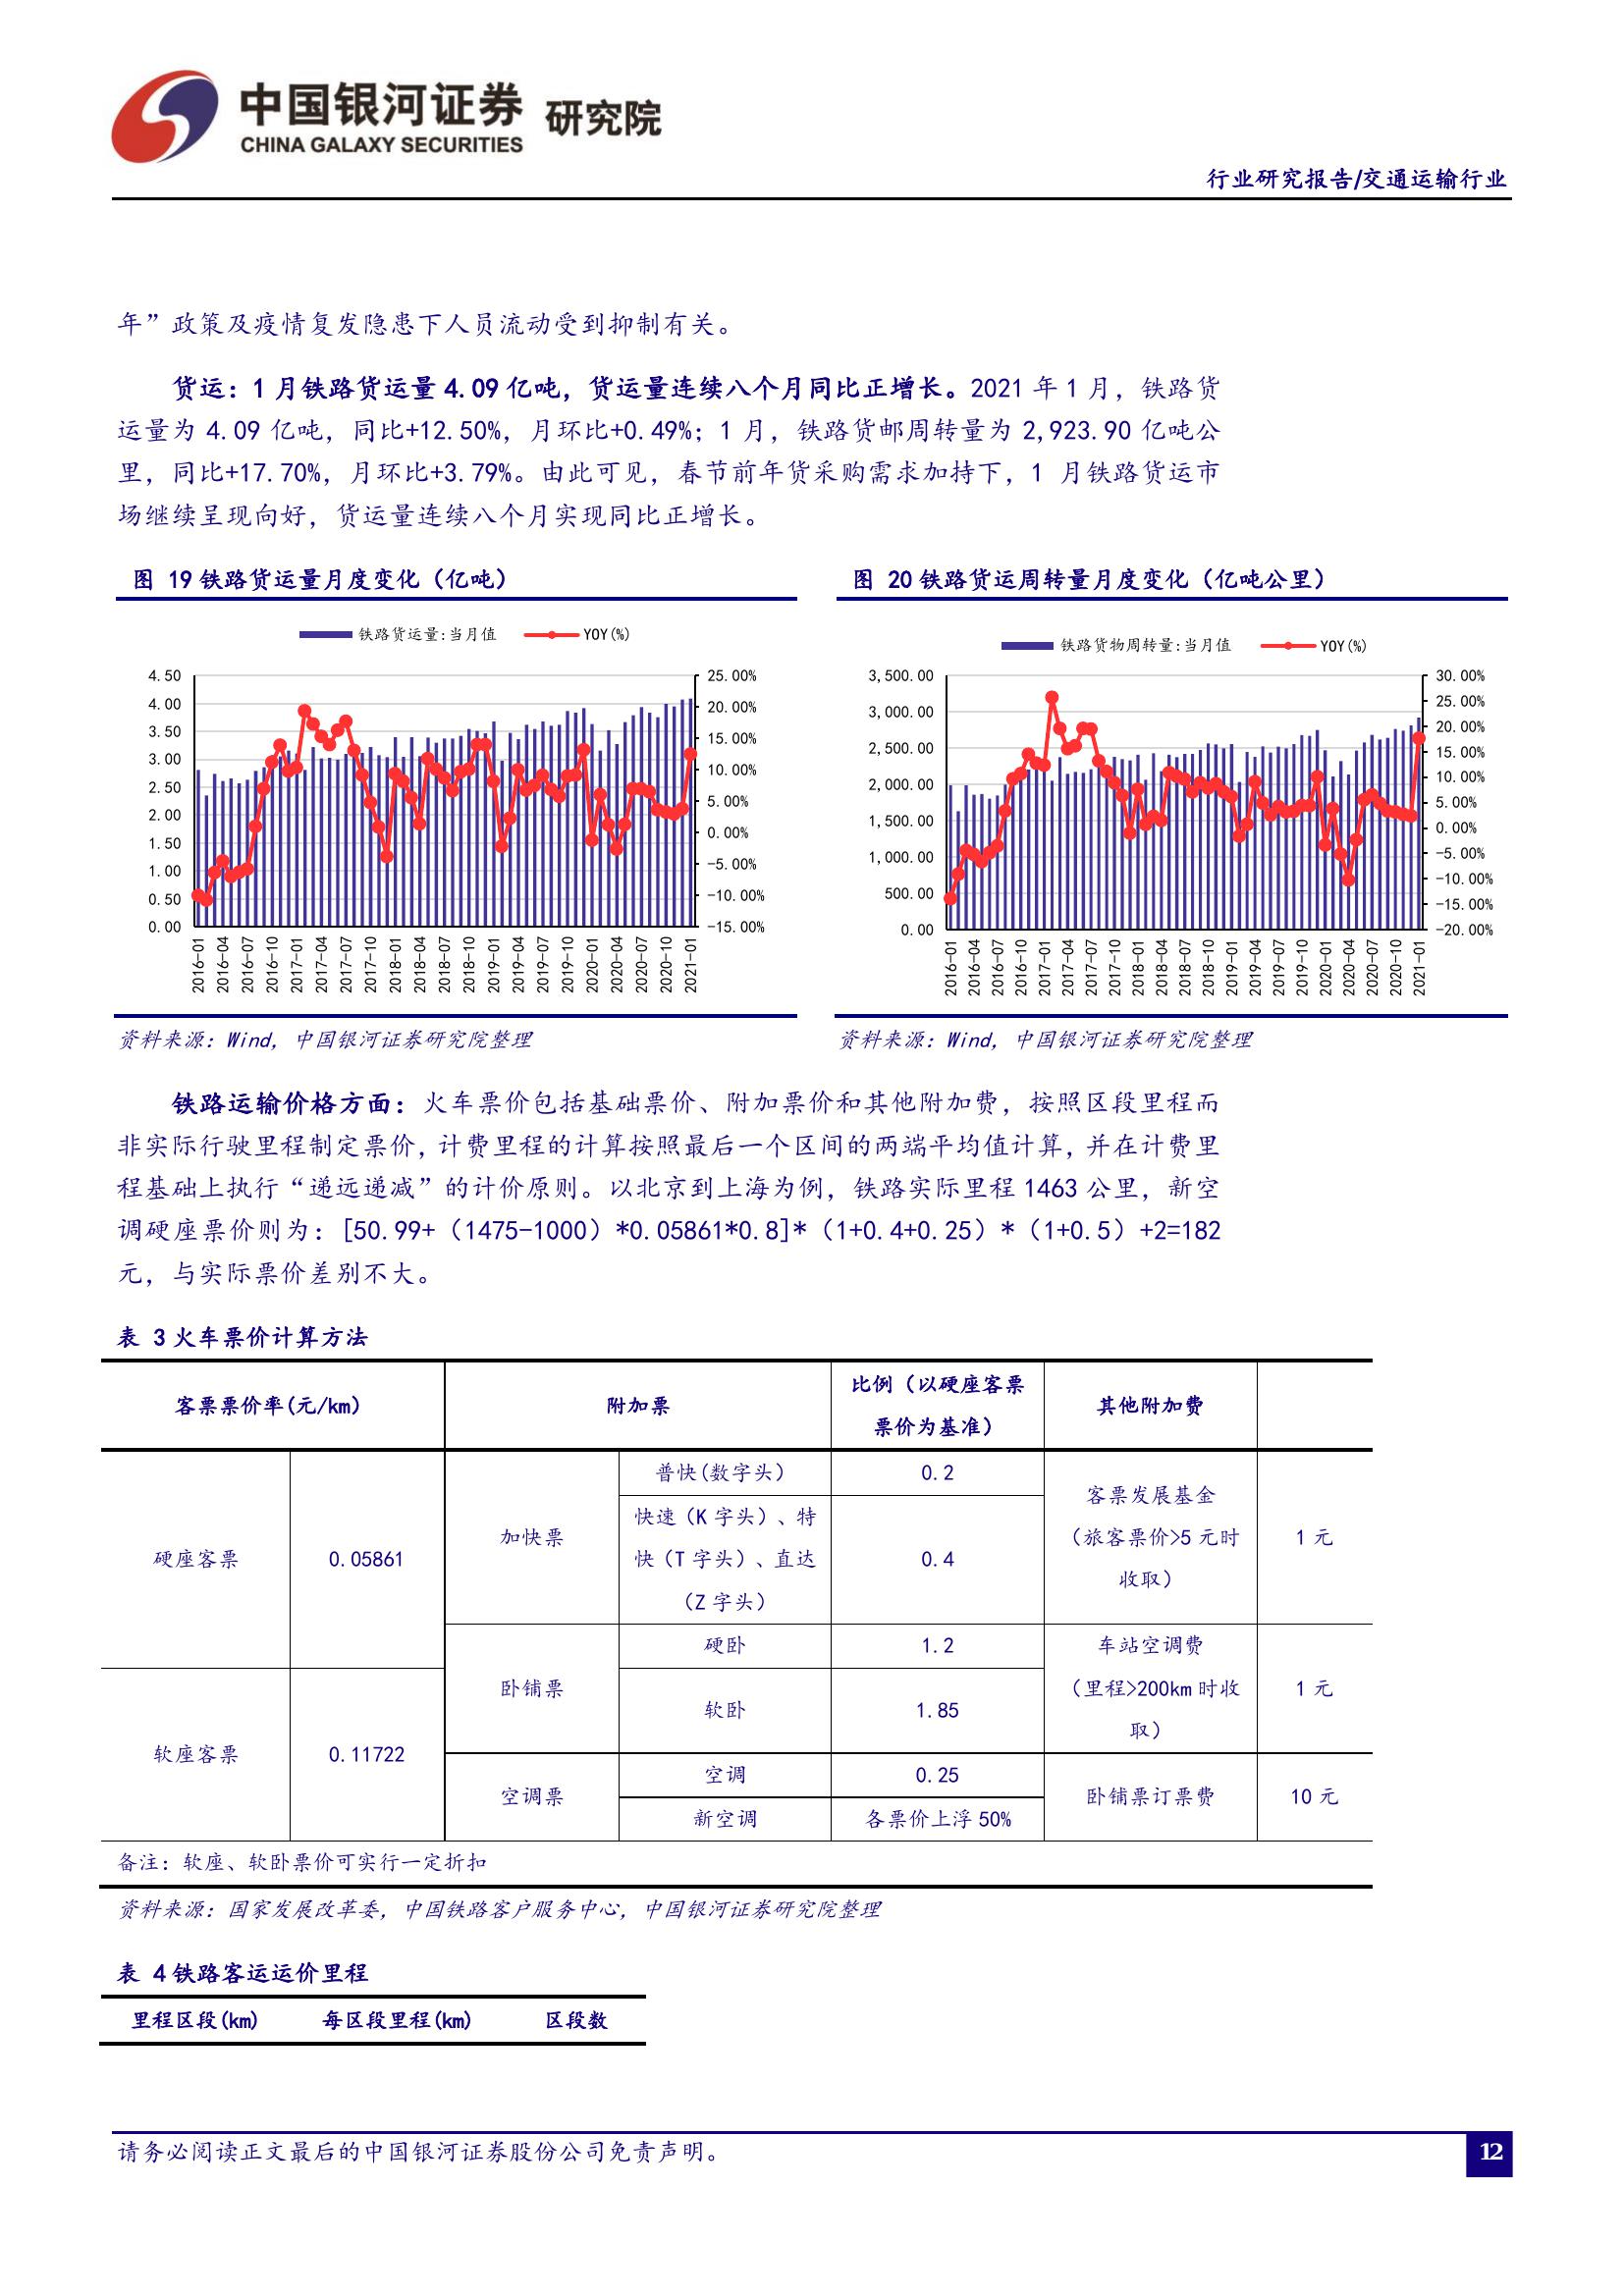 中国银河证券 研究院
CHINA GALAXY SECURITIES
行业研究报告/交通运输行业
年”政策及疫情复发隐患下人员流动受到抑制有关。
货运：1 月铁路货运量 4.09 亿吨，货运量连续八个月同比正增长。2021 年 1 月，铁路货
运量为 4.09 亿吨，同比+12.50%，月环比+0.49%；1 月，铁路货邮周转量为 2,923.90 亿吨公
里，同比+17.70%，月环比+3.79%。由此可见，春节前年货采购需求加持下，1 月铁路货运市
场继续呈现向好，货运量连续八个月实现同比正增长。
图 19 铁路货运量月度变化（亿吨）
铁路货运量:当月值 YOY(%)
4.50
4.00
3.50
3.00
2.50
2.00
1.50
1.00
0.50
0.00
25.00%
20.00%
15.00%
10.00%
5.00%
0.00%
-5.00%
-10.00%
-15.00%
2016-01
2016-04
2016-07
2016-10
2017-01
2017-04
2017-07
2017-10
2018-01
2018-04
2018-07
2018-10
2019-01
2019-04
2019-07
2019-10
2020-01
2020-04
2020-07
2020-10
2021-01
资料来源：Wind，中国银河证券研究院整理
图 20 铁路货运周转量月度变化（亿吨公里）
铁路货物周转量:当月值 YOY(%)
3,500.00
3,000.00
2,500.00
2,000.00
1,500.00
1,000.00
500.00
0.00
30.00%
25.00%
20.00%
15.00%
10.00%
5.00%
0.00%
-5.00%
-10.00%
-15.00%
-20.00%
2016-01
2016-04
2016-07
2016-10
2017-01
2017-04
2017-07
2017-10
2018-01
2018-04
2018-07
2018-10
2019-01
2019-04
2019-07
2019-10
2020-01
2020-04
2020-07
2020-10
2021-01
资料来源：Wind，中国银河证券研究院整理
铁路运输价格方面：火车票价包括基础票价、附加票价和其他附加费，按照区段里程而
非实际行驶里程制定票价，计费里程的计算按照最后一个区间的两端平均值计算，并在计费里
程基础上执行“递远递减”的计价原则。以北京到上海为例，铁路实际里程 1463 公里，新空
调硬座票价则为：[50.99+（1475-1000）*0.05861*0.8]*（1+0.4+0.25）*（1+0.5）+2=182
元，与实际票价差别不大。
表 3 火车票价计算方法
客票票价率(元/km) 附加票 比例（以硬座客票 其他附加费
票价为基准）
硬座客票 0.05861
加快票
普快(数字头) 0.2
快速（K 字头）、特
快（T 字头）、直达 0.4
（Z 字头）
客票发展基金
（旅客票价>5 元时 1 元
收取）
软座客票 0.11722
卧铺票
硬卧 1.2
软卧 1.85
车站空调费
（里程>200km 时收 1 元
取）
空调票
空调 0.25
新空调 各票价上浮 50%
卧铺票订票费 10 元
备注：软座、软卧票价可实行一定折扣
资料来源：国家发展改革委，中国铁路客户服务中心，中国银河证券研究院整理
表 4 铁路客运运价里程
里程区段(km) 每区段里程(km) 区段数
请务必阅读正文最后的中国银河证券股份公司免责声明。
12